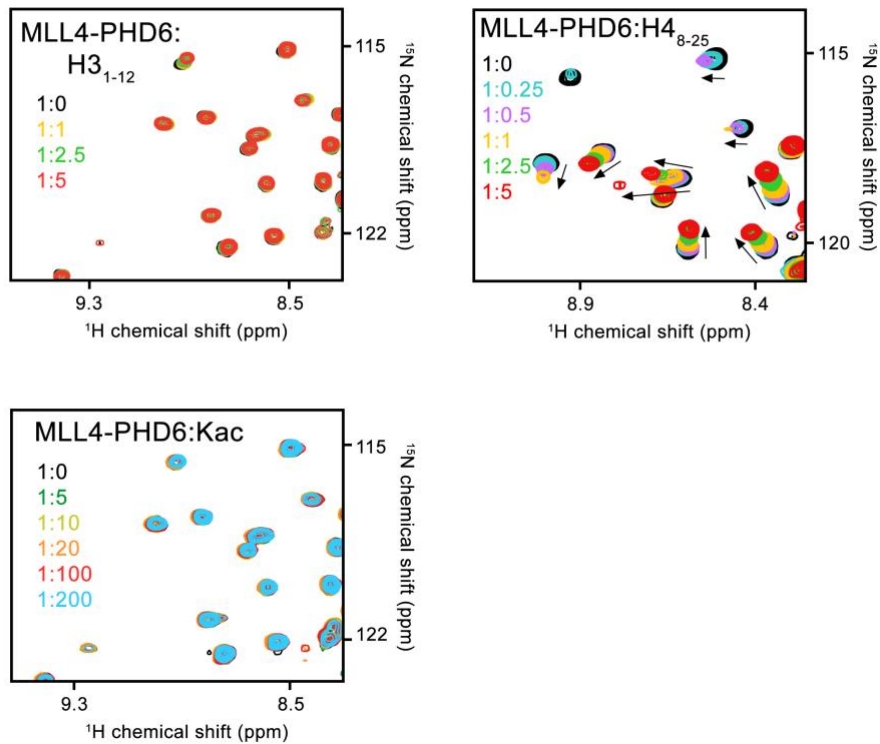 MLL4-PHD6:
H3₁₋₁₂
1:0
1:1
1:2.5
1:5
115
122
¹⁵N chemical shift (ppm)
9.3
8.5
¹H chemical shift (ppm)
MLL4-PHD6:H4₈₋₂₅
1:0
1:0.25
1:0.5
1:1
1:2.5
1:5
115
120
¹⁵N chemical shift (ppm)
8.9
8.4
¹H chemical shift (ppm)
MLL4-PHD6:Kac
1:0
1:5
1:10
1:20
1:100
1:200
115
122
¹⁵N chemical shift (ppm)
9.3
8.5
¹H chemical shift (ppm)